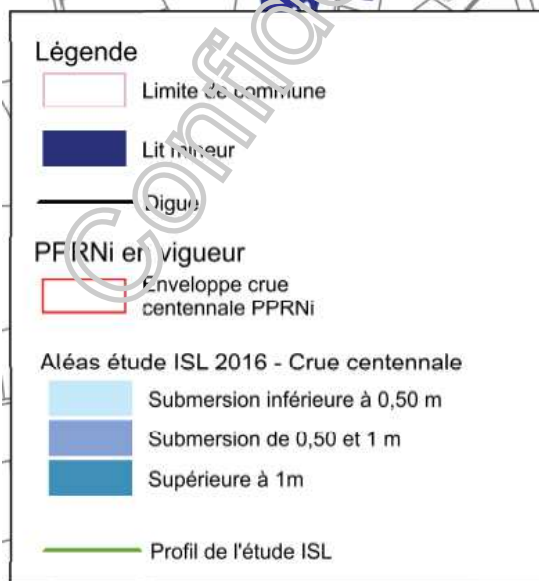 Légende
Limite de commune
Lit mineur
Digue
PPRNi en vigueur
Enveloppe crue
centennale PPRNi
Aléas étude ISL 2016 - Crue centennale
Submersion inférieure à 0,50 m
Submersion de 0,50 et 1 m
Supérieure à 1m
Profil de l'étude ISL
Confid